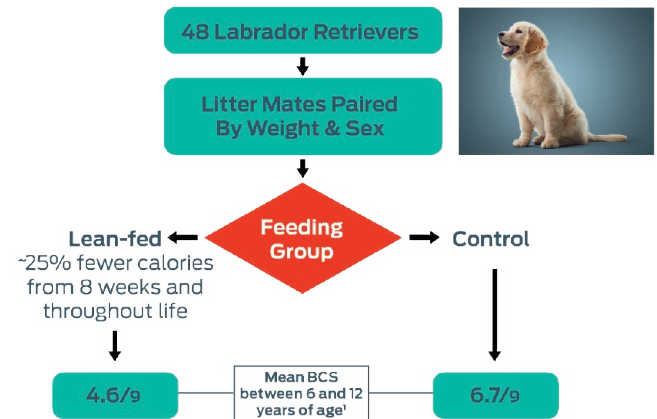 48 Labrador Retrievers
Litter Mates Paired
By Weight & Sex
Feeding
Group
Lean-fed
~25% fewer calories
from 8 weeks and
throughout life
Control
4.6/9
Mean BCS
between 6 and 12
years of age¹
6.7/9